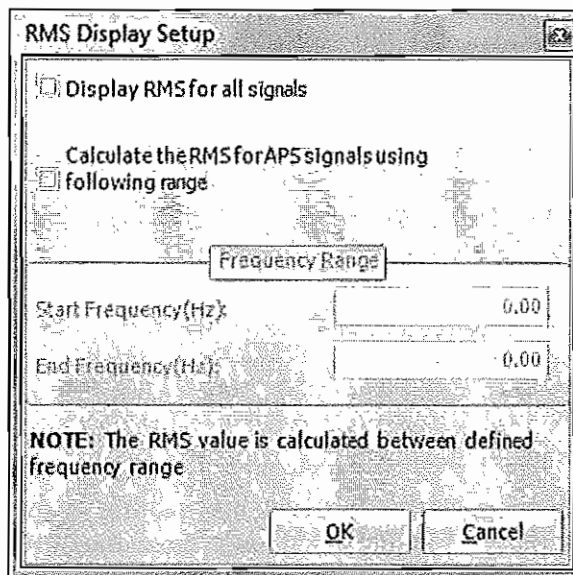 RMS Display Setup
Display RMS for all signals
Calculate the RMS for APS signals using
following range
Frequency Range
Start Frequency(Hz): 0.00
End Frequency(Hz): 0.00
NOTE: The RMS value is calculated between defined
frequency range
OK Cancel